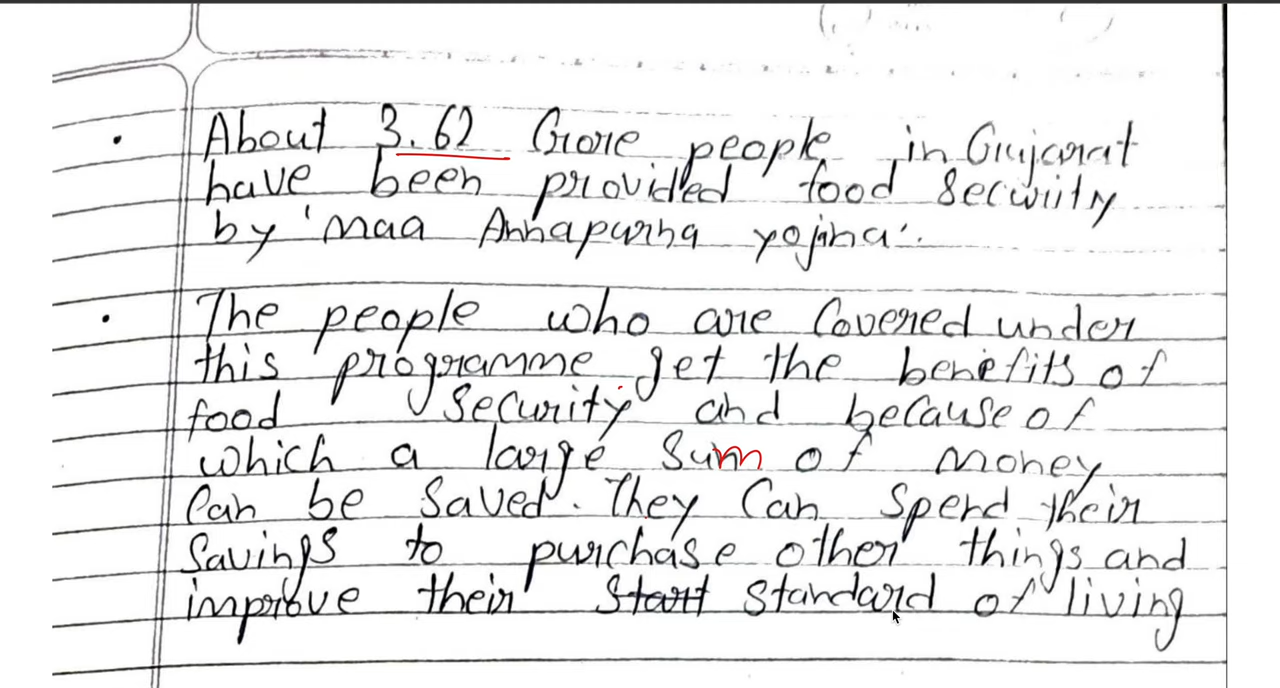 • About 3.62 Crore people in Gujarat
have been provided food security
by 'maa Annapurna yojna'.
• The people who are Covered under
this programme get the benefits of
food security and because of
which a large sum of money
Can be saved. They Can spend their
Savings to purchase other things and
improve their Start standard of living